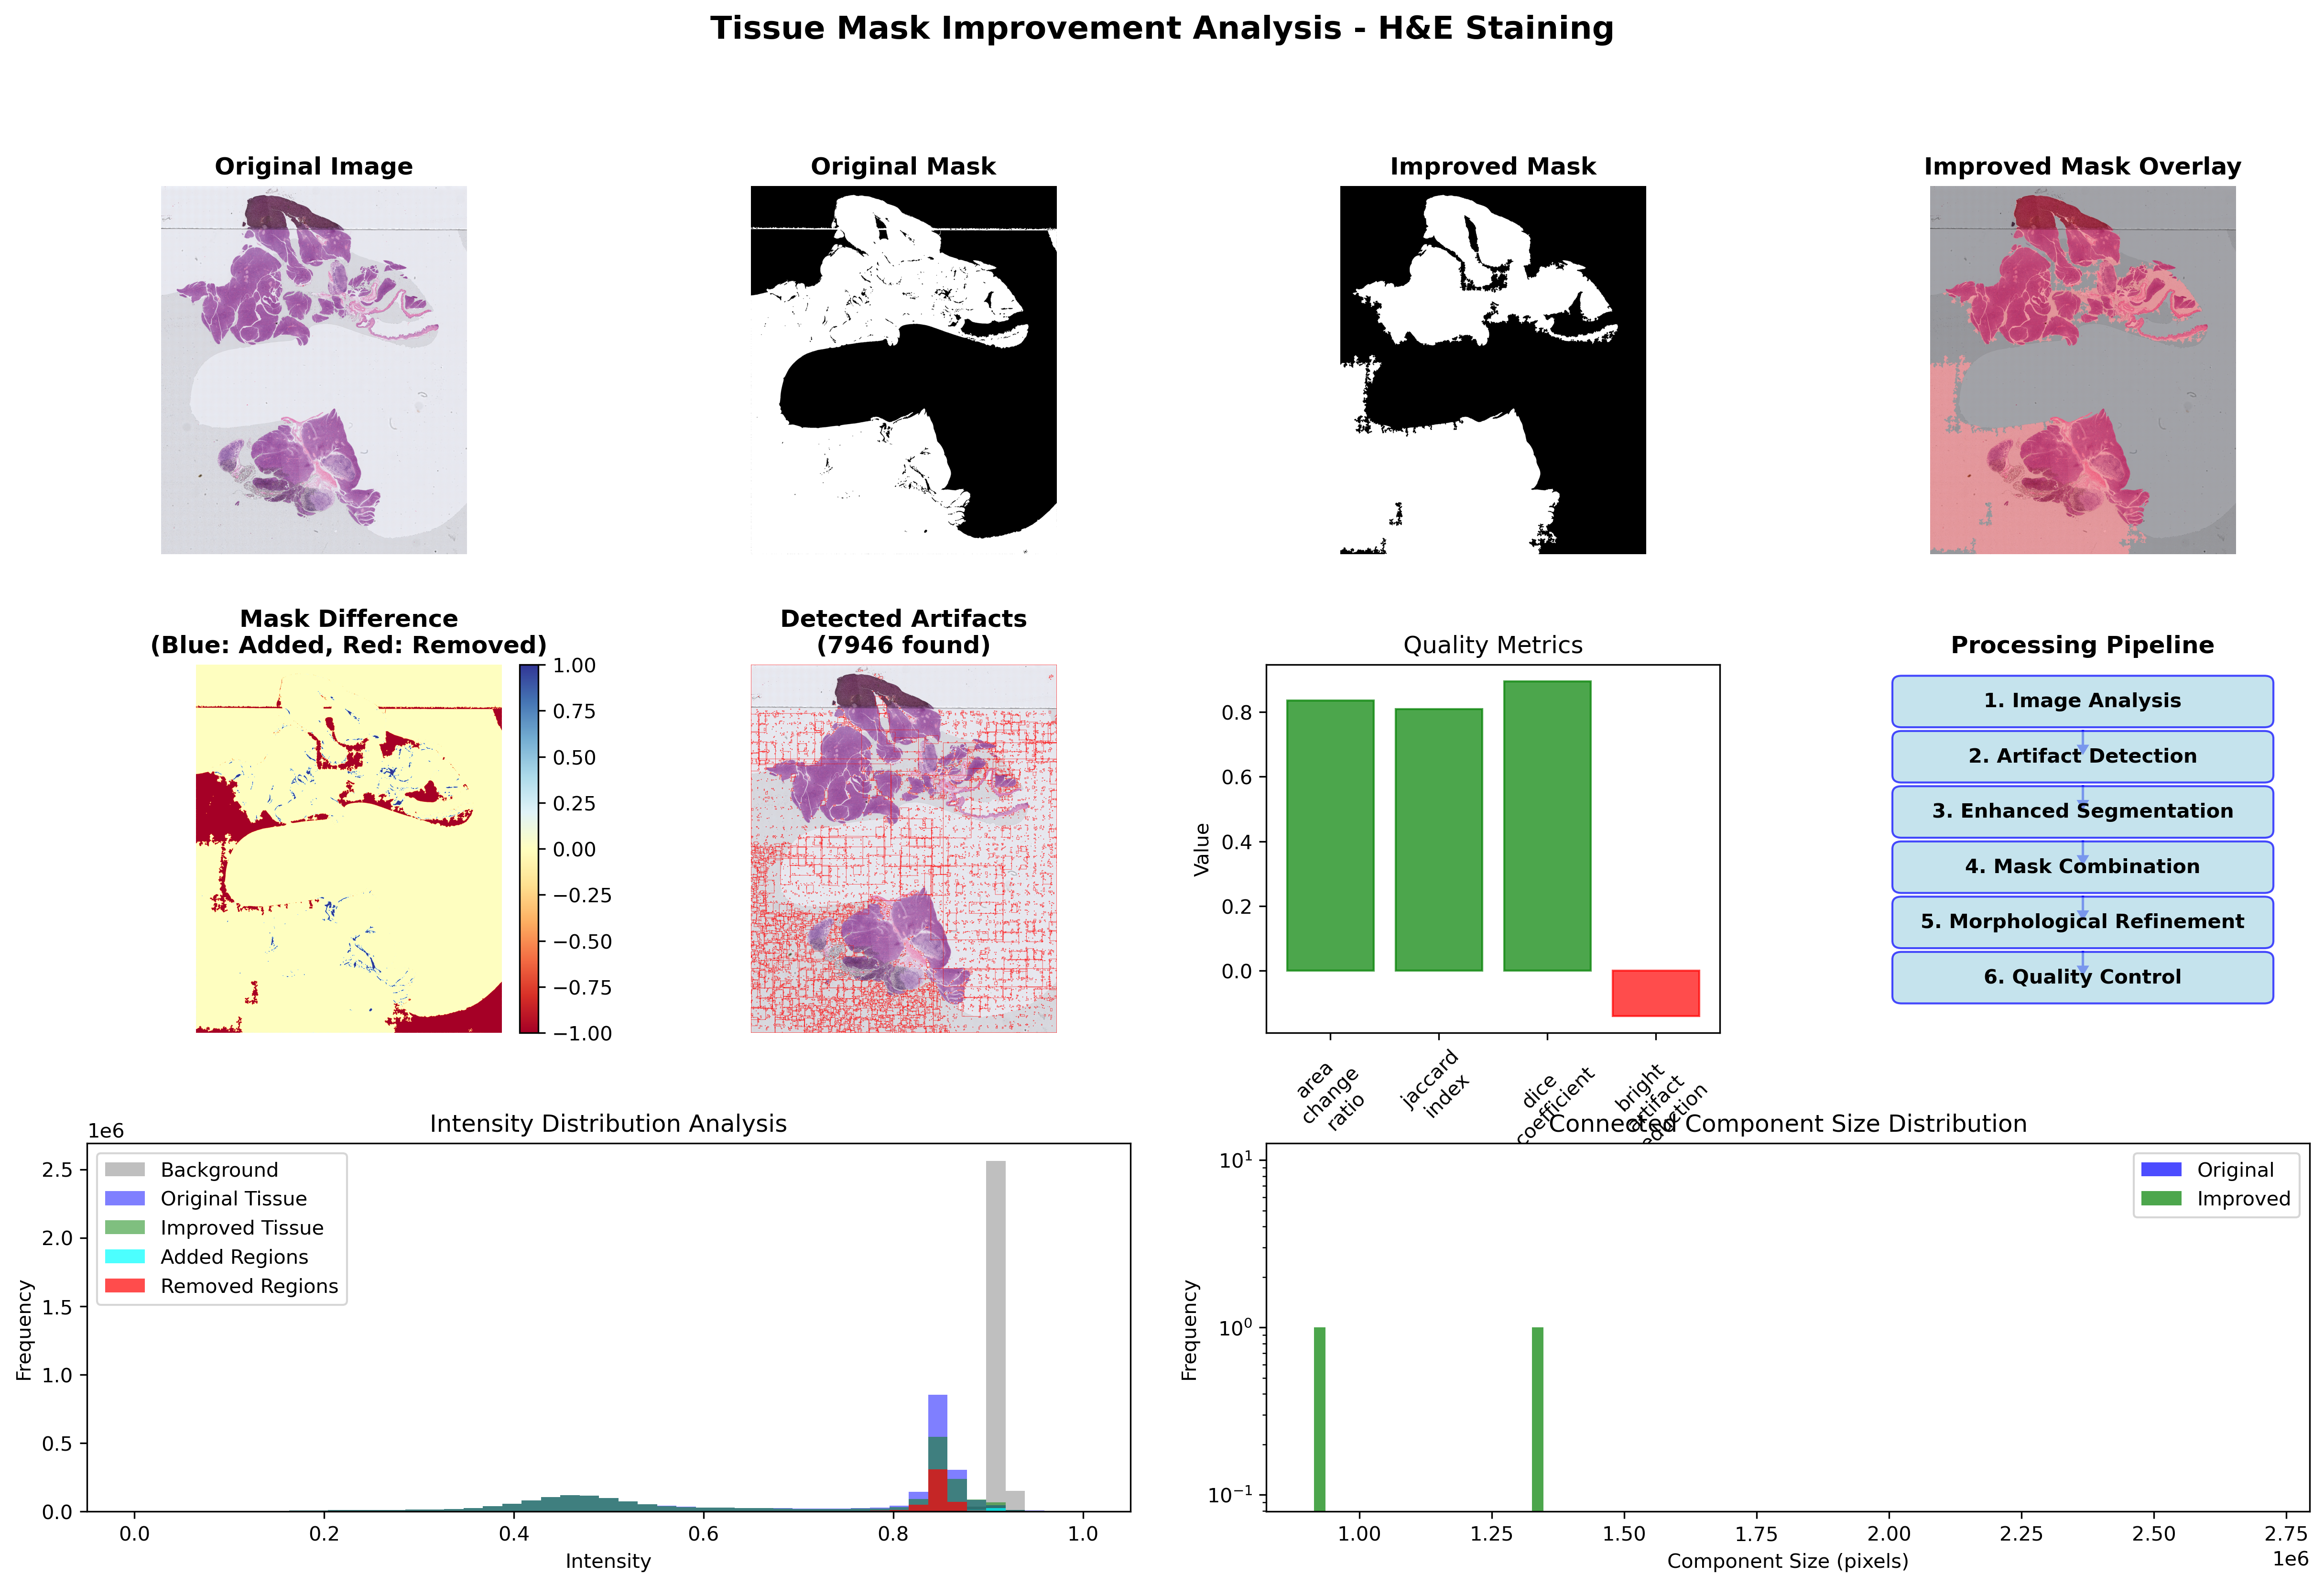 Tissue Mask Improvement Analysis - H&E Staining
Original Image
Original Mask
Improved Mask
Improved Mask Overlay
Mask Difference
(Blue: Added, Red: Removed)
1.00
0.75
0.50
0.25
0.00
−0.25
−0.50
−0.75
−1.00
Detected Artifacts
(7946 found)
Quality Metrics
Value
0.8
0.6
0.4
0.2
0.0
area
change
ratio
jaccard
index
dice
coefficient
bright
artifact
Processing Pipeline
1. Image Analysis
2. Artifact Detection
3. Enhanced Segmentation
4. Mask Combination
5. Morphological Refinement
6. Quality Control
Intensity Distribution Analysis
1e6
Frequency
2.5
2.0
1.5
1.0
0.5
0.0
Background
Original Tissue
Improved Tissue
Added Regions
Removed Regions
0.0
0.2
0.4
0.6
0.8
1.0
Intensity
Connected Component Size Distribution
Frequency
10¹
10⁰
10⁻¹
Original
Improved
1.00
1.25
1.50
1.75
2.00
2.25
2.50
2.75
1e6
Component Size (pixels)